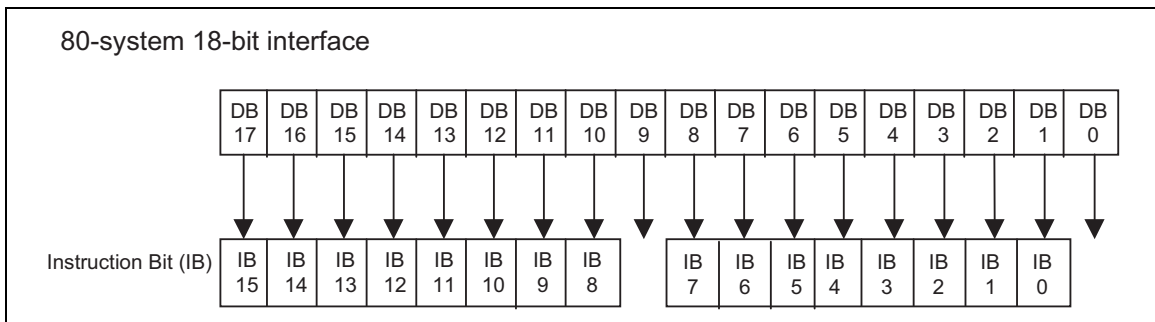 80-system 18-bit interface
DB DB DB DB DB DB DB DB DB DB DB DB DB DB DB DB DB DB
17 16 15 14 13 12 11 10 9 8 7 6 5 4 3 2 1 0
Instruction Bit (IB) IB IB IB IB IB IB IB IB IB IB IB IB IB IB IB IB
15 14 13 12 11 10 9 8 7 6 5 4 3 2 1 0